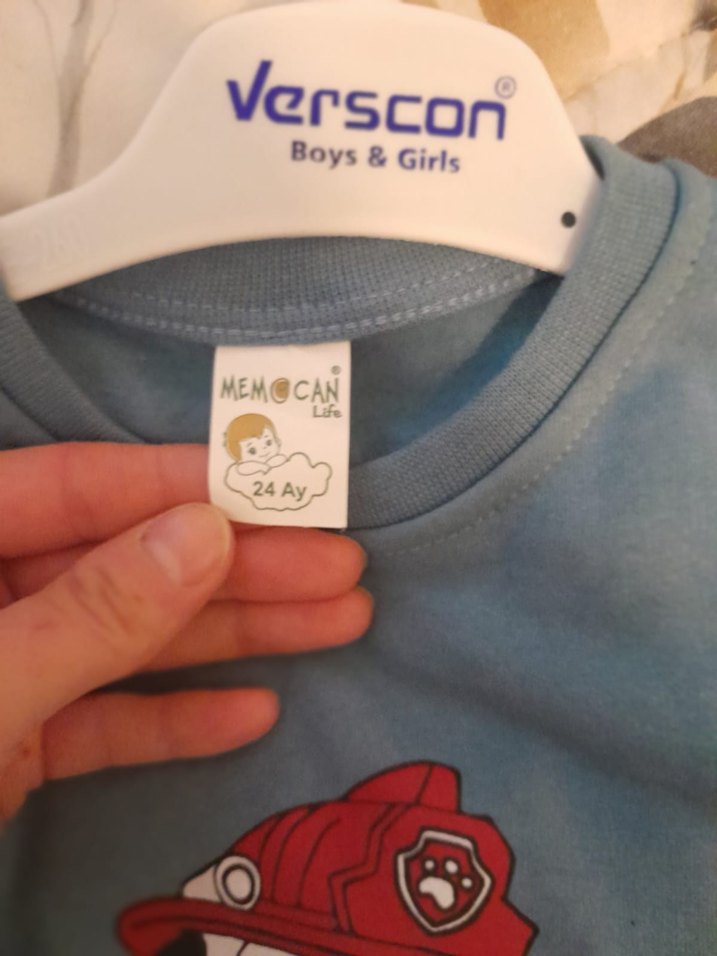 Verscon®
Boys & Girls
MEMOCAN®
Life
24 Ay